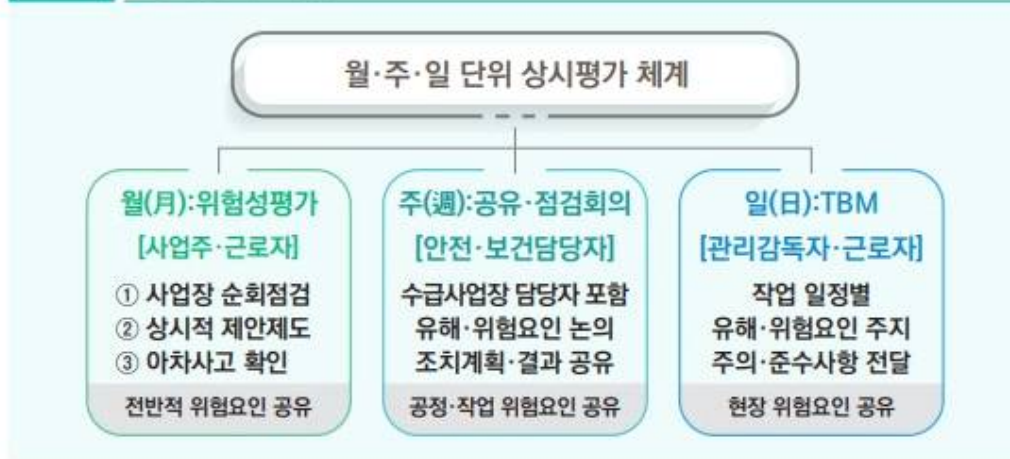 월·주·일 단위 상시평가 체계
월(月):위험성평가
[사업주·근로자]
① 사업장 순회점검
② 상시적 제안제도
③ 아차사고 확인
전반적 위험요인 공유
주(週):공유·점검회의
[안전·보건담당자]
수급사업장 담당자 포함
유해·위험요인 논의
조치계획·결과 공유
공정·작업 위험요인 공유
일(日):TBM
[관리감독자·근로자]
작업 일정별
유해·위험요인 주지
주의·준수사항 전달
현장 위험요인 공유